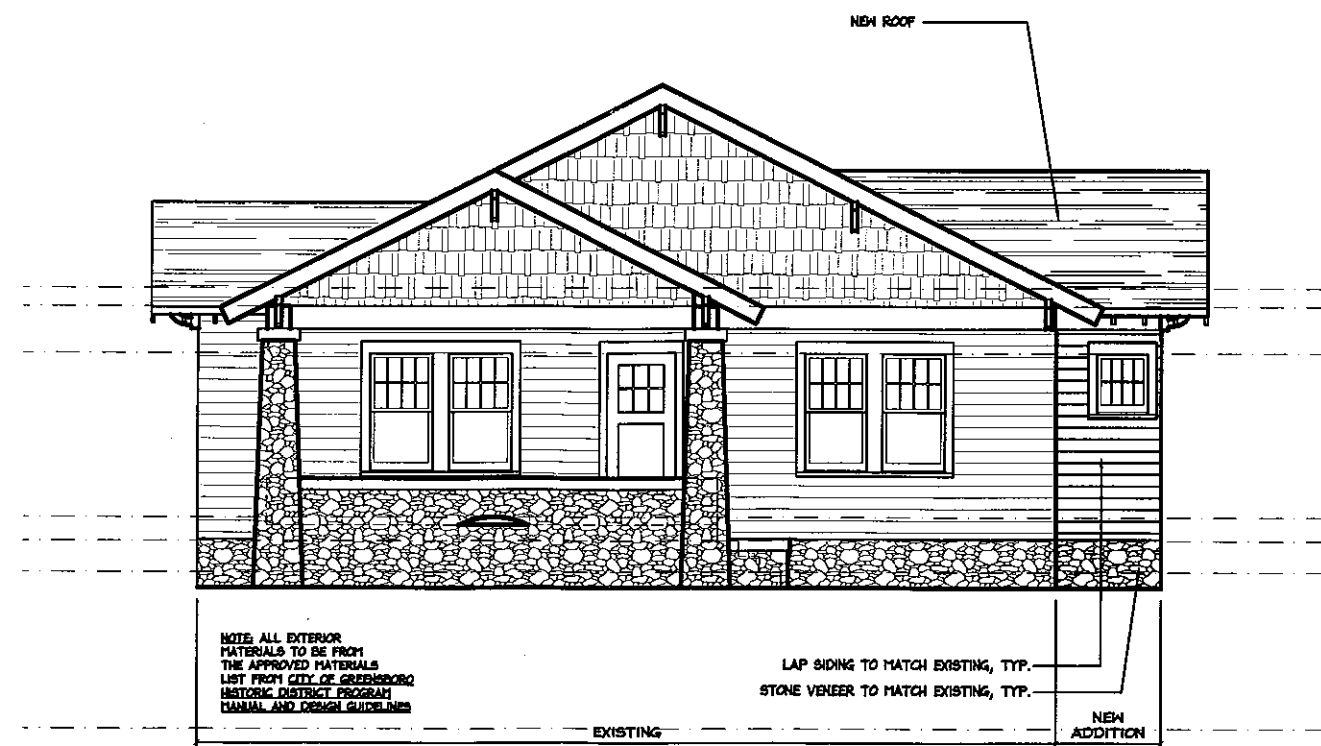 NEW ROOF
NOTE: ALL EXTERIOR
MATERIALS TO BE FROM
THE APPROVED MATERIALS
LIST FROM CITY OF GREENSBORO
HISTORIC DISTRICT PROGRAM
MANUAL AND DESIGN GUIDELINES
LAP SIDING TO MATCH EXISTING, TYP.
STONE VENEER TO MATCH EXISTING, TYP.
EXISTING
NEW
ADDITION